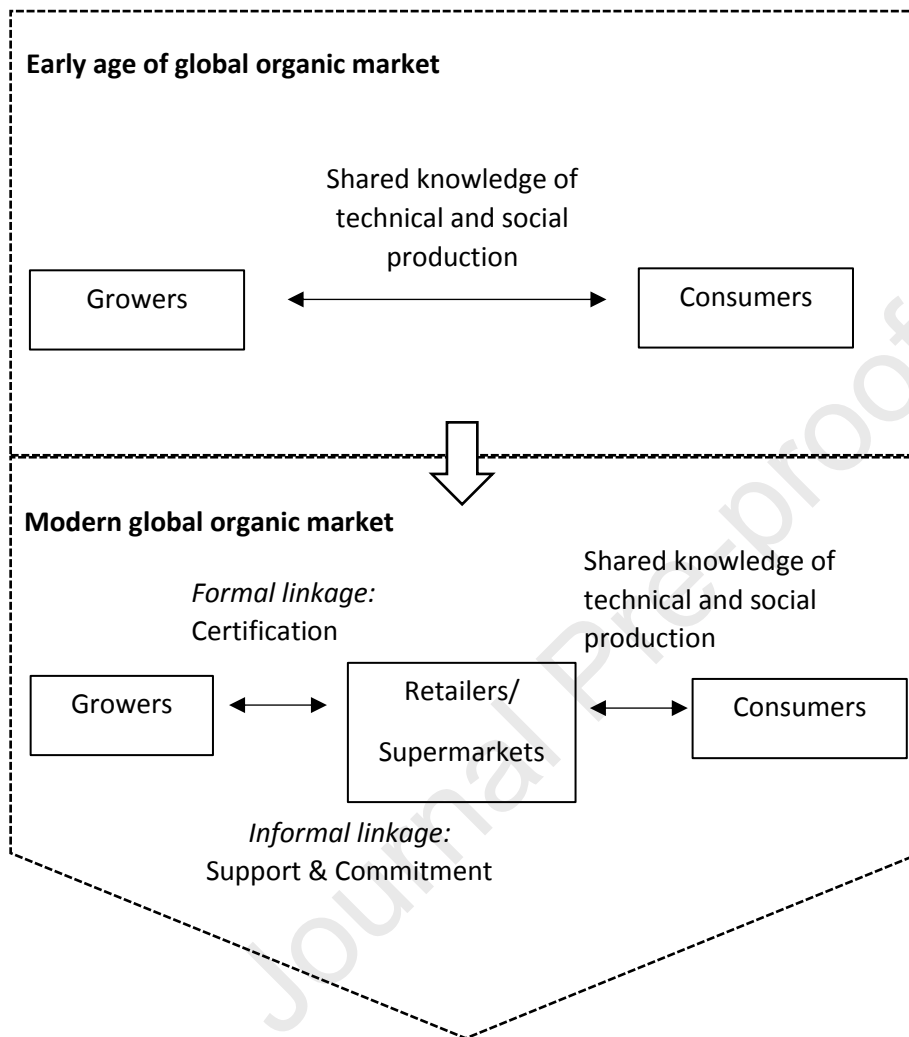 Early age of global organic market
Shared knowledge of
technical and social
production
Growers
Consumers
Modern global organic market
Shared knowledge of
technical and social
production
Formal linkage:
Certification
Growers
Retailers/
Supermarkets
Consumers
Informal linkage:
Support & Commitment
Journal Pre-proof